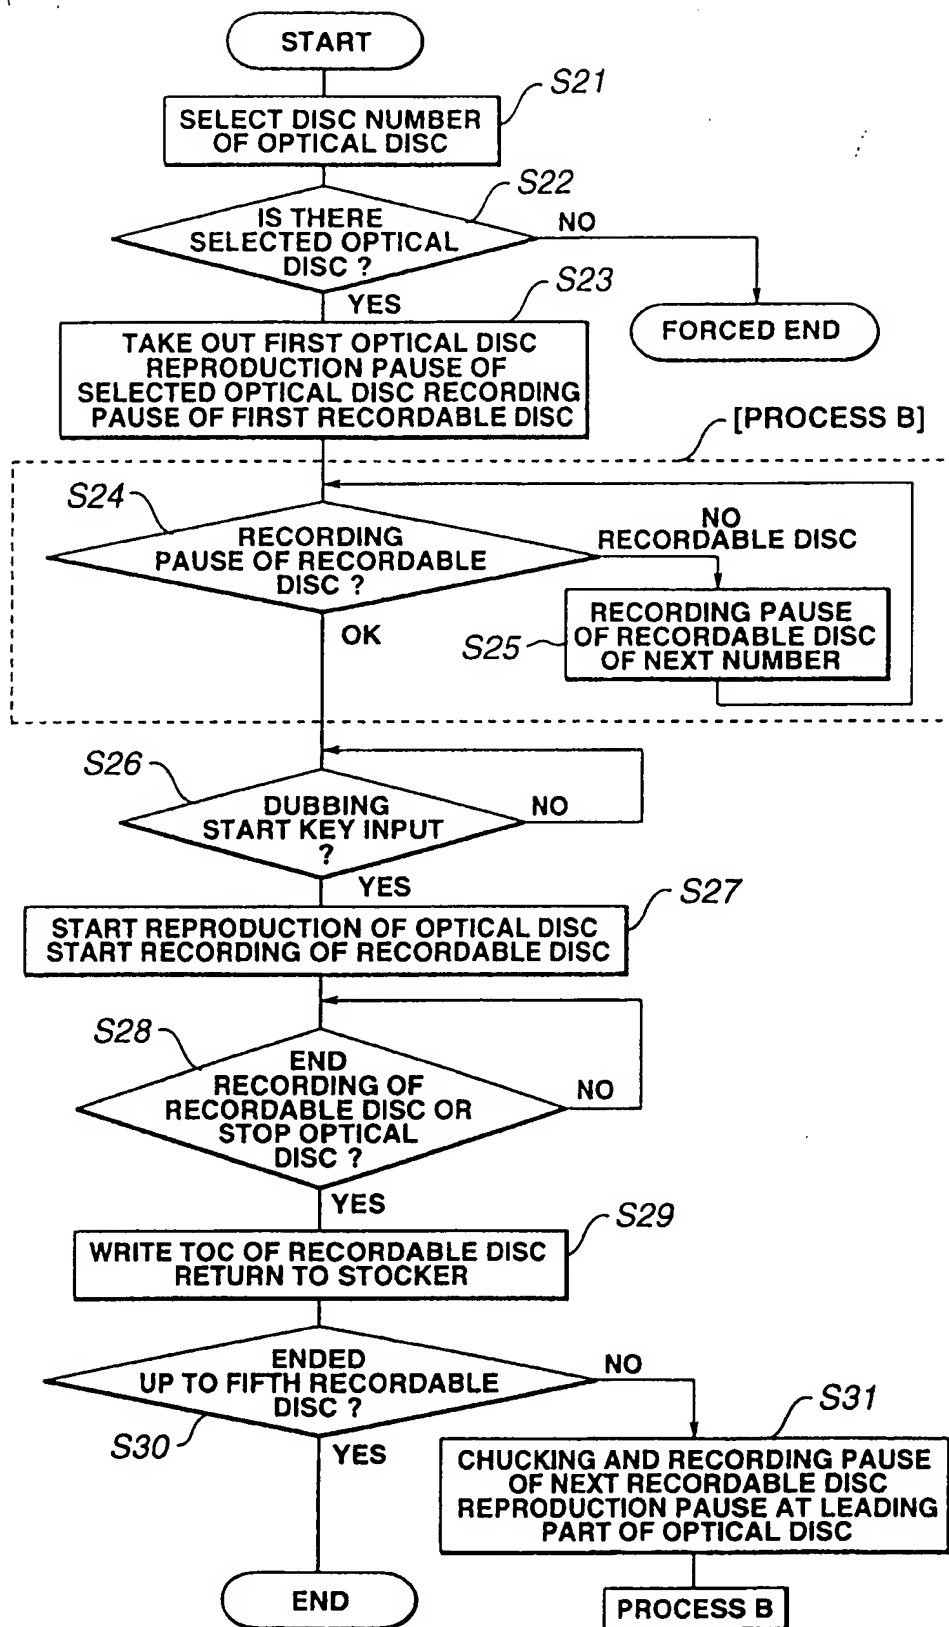 START
S21
SELECT DISC NUMBER
OF OPTICAL DISC
S22
IS THERE
SELECTED OPTICAL
DISC ?
NO
YES
S23
FORCED END
TAKE OUT FIRST OPTICAL DISC
REPRODUCTION PAUSE OF
SELECTED OPTICAL DISC RECORDING
PAUSE OF FIRST RECORDABLE DISC
[PROCESS B]
S24
RECORDING
PAUSE OF RECORDABLE
DISC ?
NO
RECORDABLE DISC
OK
S25
RECORDING PAUSE
OF RECORDABLE DISC
OF NEXT NUMBER
S26
DUBBING
START KEY INPUT
?
NO
YES
S27
START REPRODUCTION OF OPTICAL DISC
START RECORDING OF RECORDABLE DISC
S28
END
RECORDING OF
RECORDABLE DISC OR
STOP OPTICAL
DISC ?
NO
YES
S29
WRITE TOC OF RECORDABLE DISC
RETURN TO STOCKER
ENDED
UP TO FIFTH RECORDABLE
DISC ?
NO
S30
YES
S31
CHUCKING AND RECORDING PAUSE
OF NEXT RECORDABLE DISC
REPRODUCTION PAUSE AT LEADING
PART OF OPTICAL DISC
END
PROCESS B